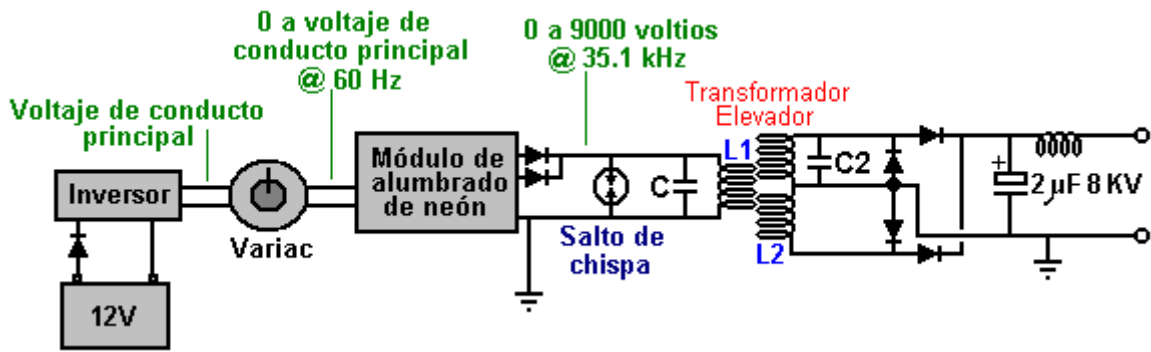 0 a voltaje de
conducto principal
@ 60 Hz
0 a 9000 voltios
@ 35.1 kHz
Voltaje de conducto
principal
Transformador
Elevador
L1
Módulo de
alumbrado
de neón
C
C2
+
2 µF 8 KV
Inversor
Variac
Salto de
chispa
L2
12V